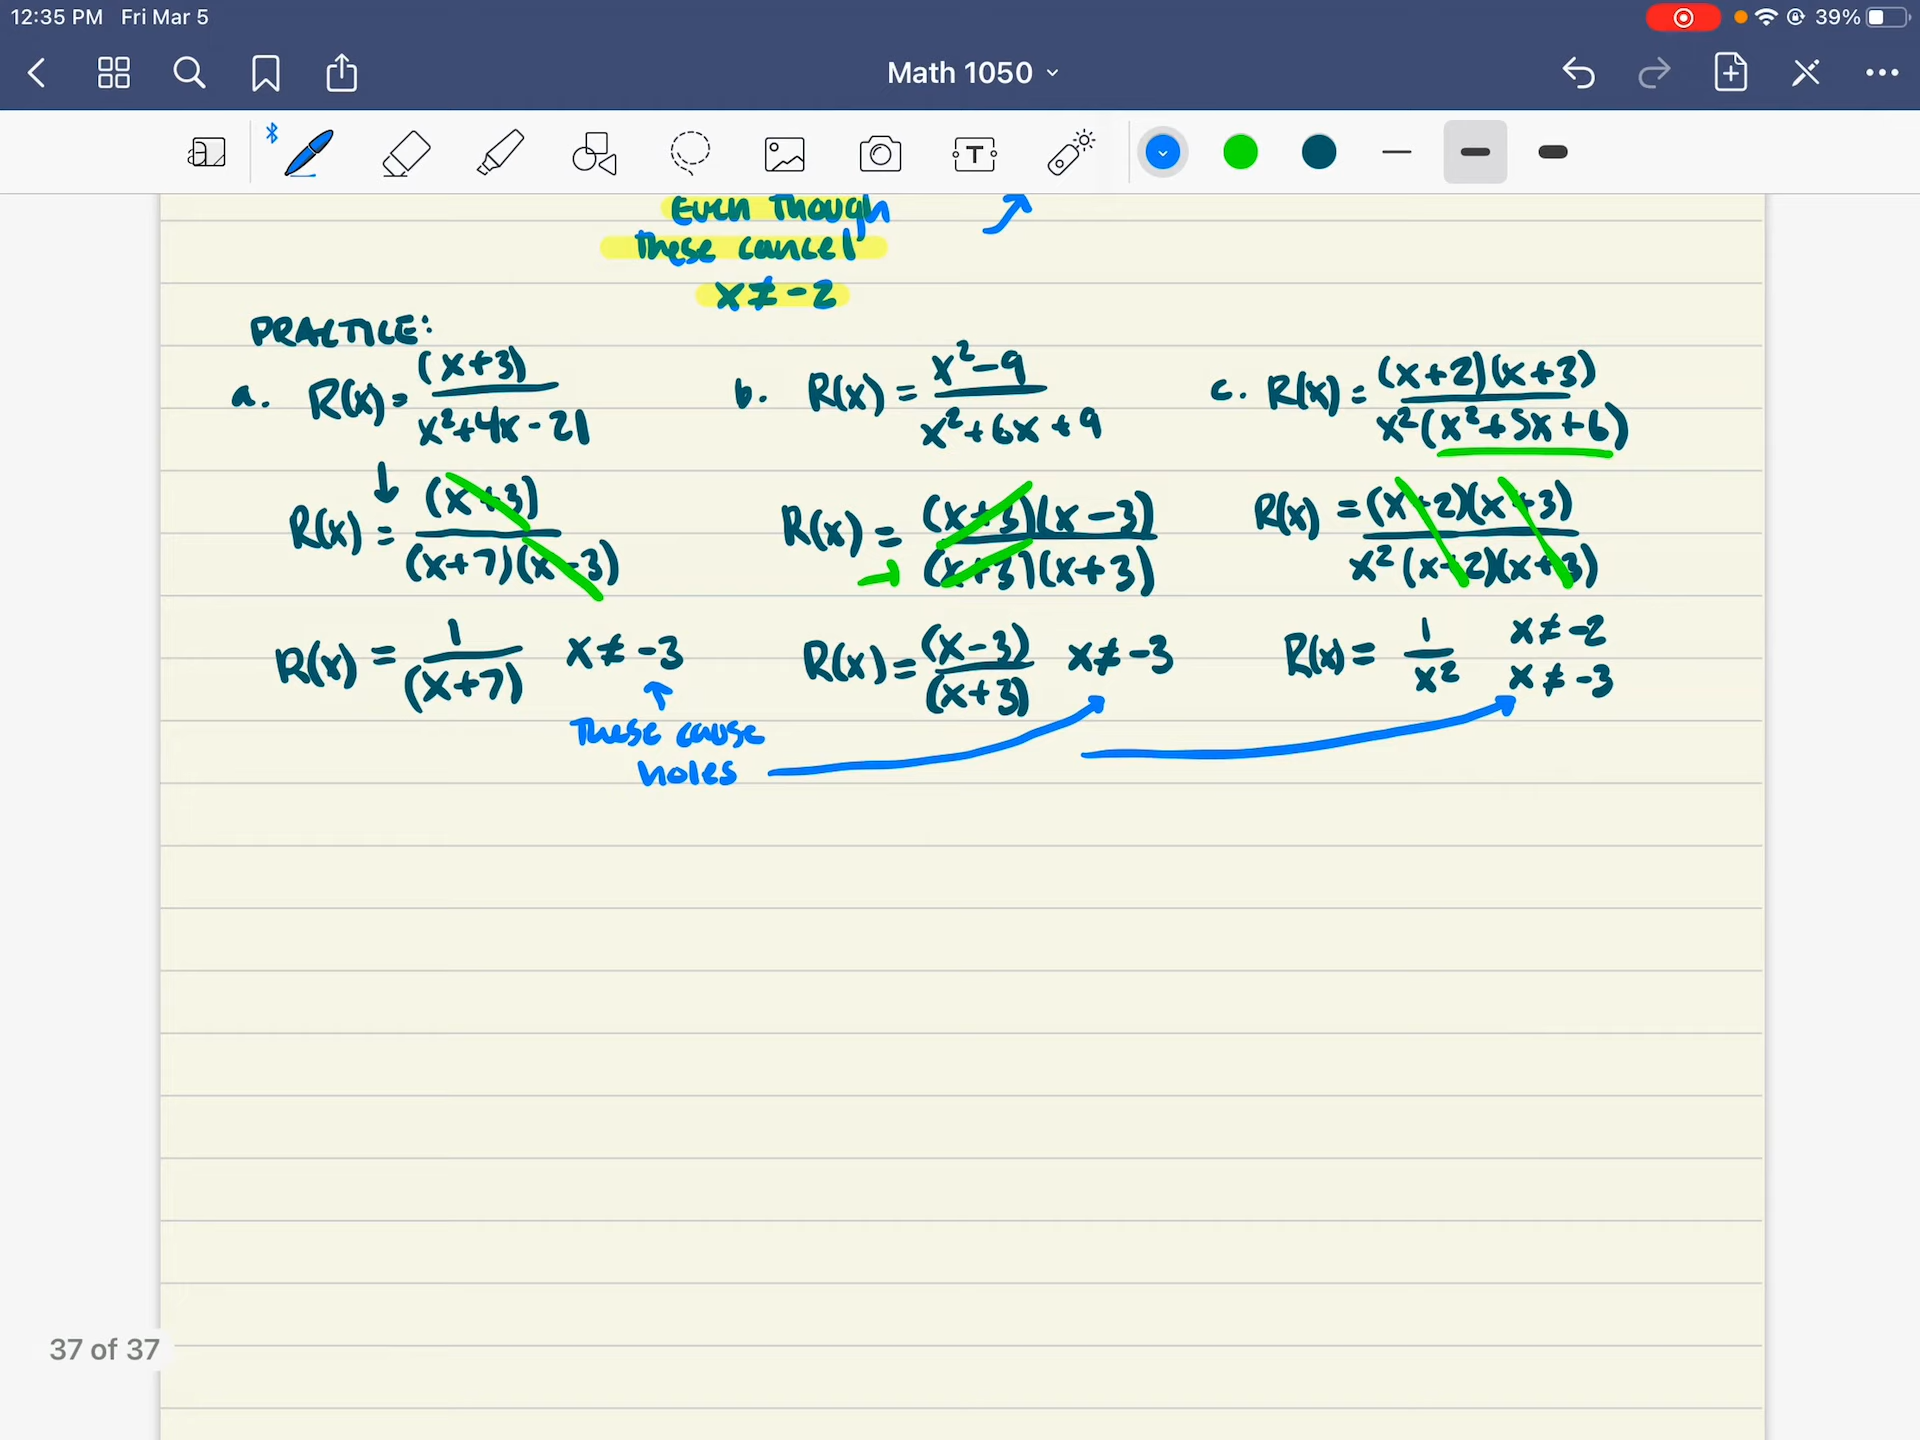 12:35 PM Fri Mar 5
39%
Math 1050
Even Though
these cancel
x ≠ -2
PRACTICE:
a. R(x) = (x+3) / x²+4x-21
b. R(x) = x²-9 / x²+6x+9
c. R(x) = (x+2)(x+3) / x²(x²+5x+6)
R(x) = (x+3) / (x+7)(x-3)
R(x) = (x+3)(x-3) / (x+3)(x+3)
R(x) = (x+2)(x+3) / x²(x+2)(x+3)
R(x) = 1 / (x+7) x ≠ -3
R(x) = (x-3) / (x+3) x ≠ -3
R(x) = 1 / x² x ≠ -2
x ≠ -3
These cause
holes
37 of 37